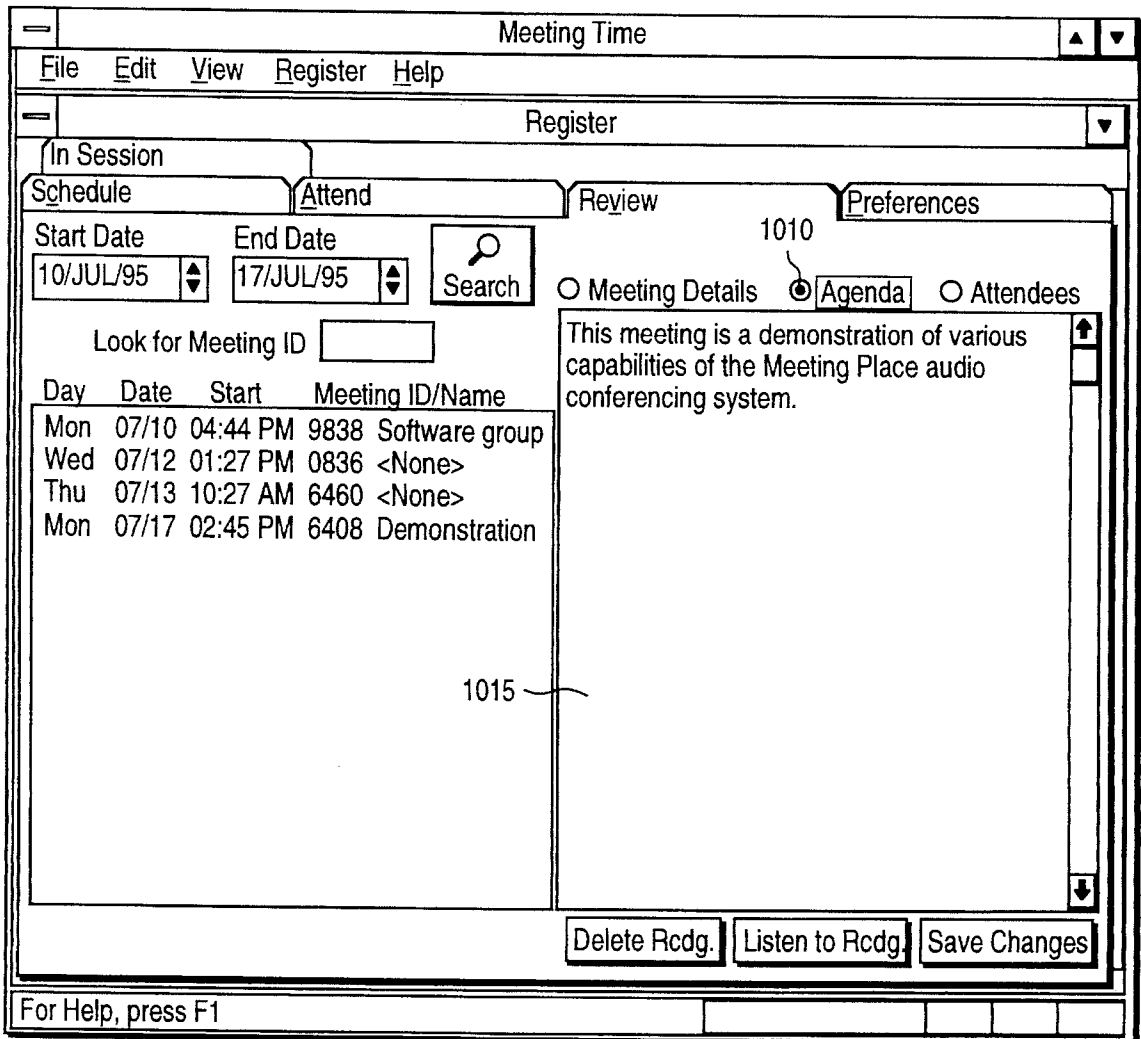 Meeting Time
File Edit View Register Help
Register
In Session
Schedule Attend Review Preferences
Start Date End Date
10/JUL/95 17/JUL/95 Search
1010
Meeting Details Agenda Attendees
Look for Meeting ID
Day Date Start Meeting ID/Name
Mon 07/10 04:44 PM 9838 Software group
Wed 07/12 01:27 PM 0836 <None>
Thu 07/13 10:27 AM 6460 <None>
Mon 07/17 02:45 PM 6408 Demonstration
This meeting is a demonstration of various
capabilities of the Meeting Place audio
conferencing system.
1015
Delete Rcdg. Listen to Rcdg. Save Changes
For Help, press F1